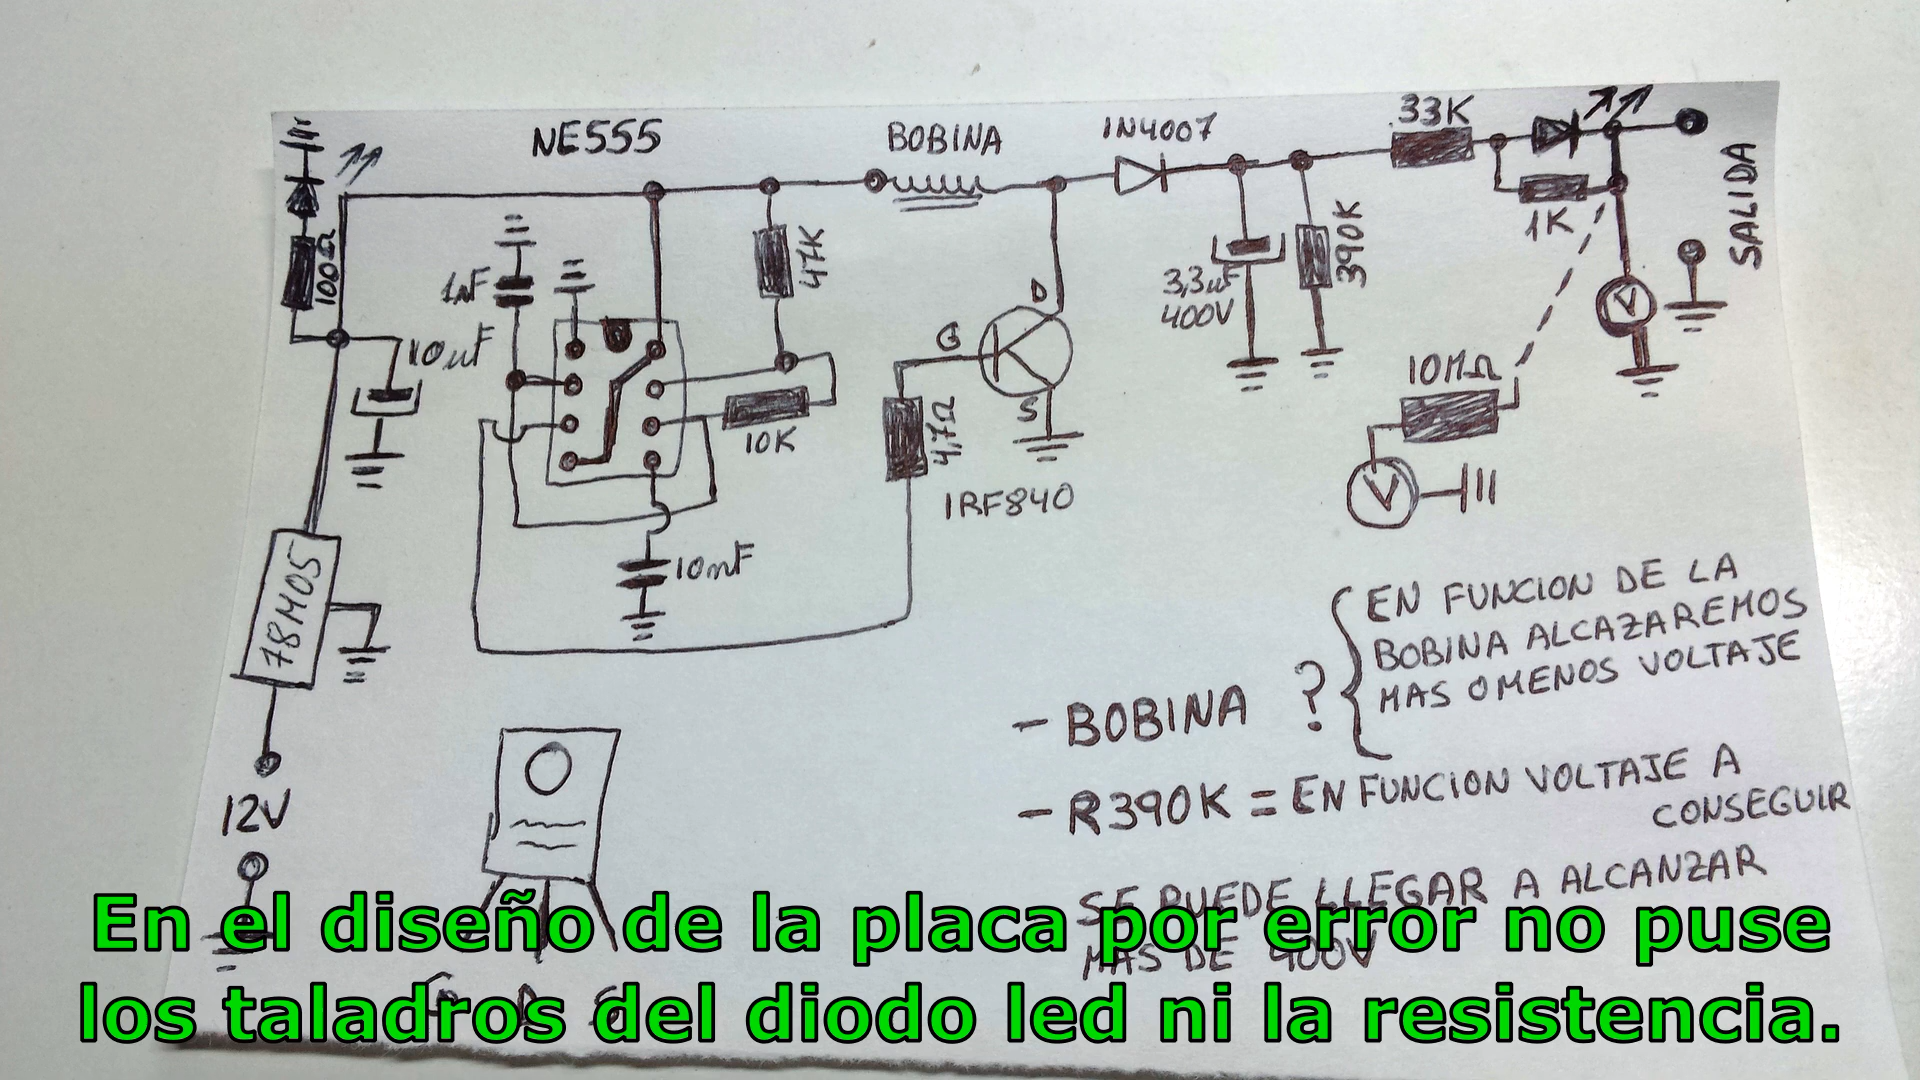 NE555
BOBINA
1N4007
33K
1K
SALIDA
100Ω
1nF
10uF
47K
10K
G
D
S
4,7Ω
IRF840
3,3uF
400V
390K
V
10MΩ
V
10nF
78M05
12V
- BOBINA ?
EN FUNCION DE LA
BOBINA ALCAZAREMOS
MAS O MENOS VOLTAJE
- R390K = EN FUNCION VOLTAJE A
CONSEGUIR
SE PUEDE LLEGAR A ALCANZAR
MAS DE 400V
G D S
En el diseño de la placa por error no puse
los taladros del diodo led ni la resistencia.